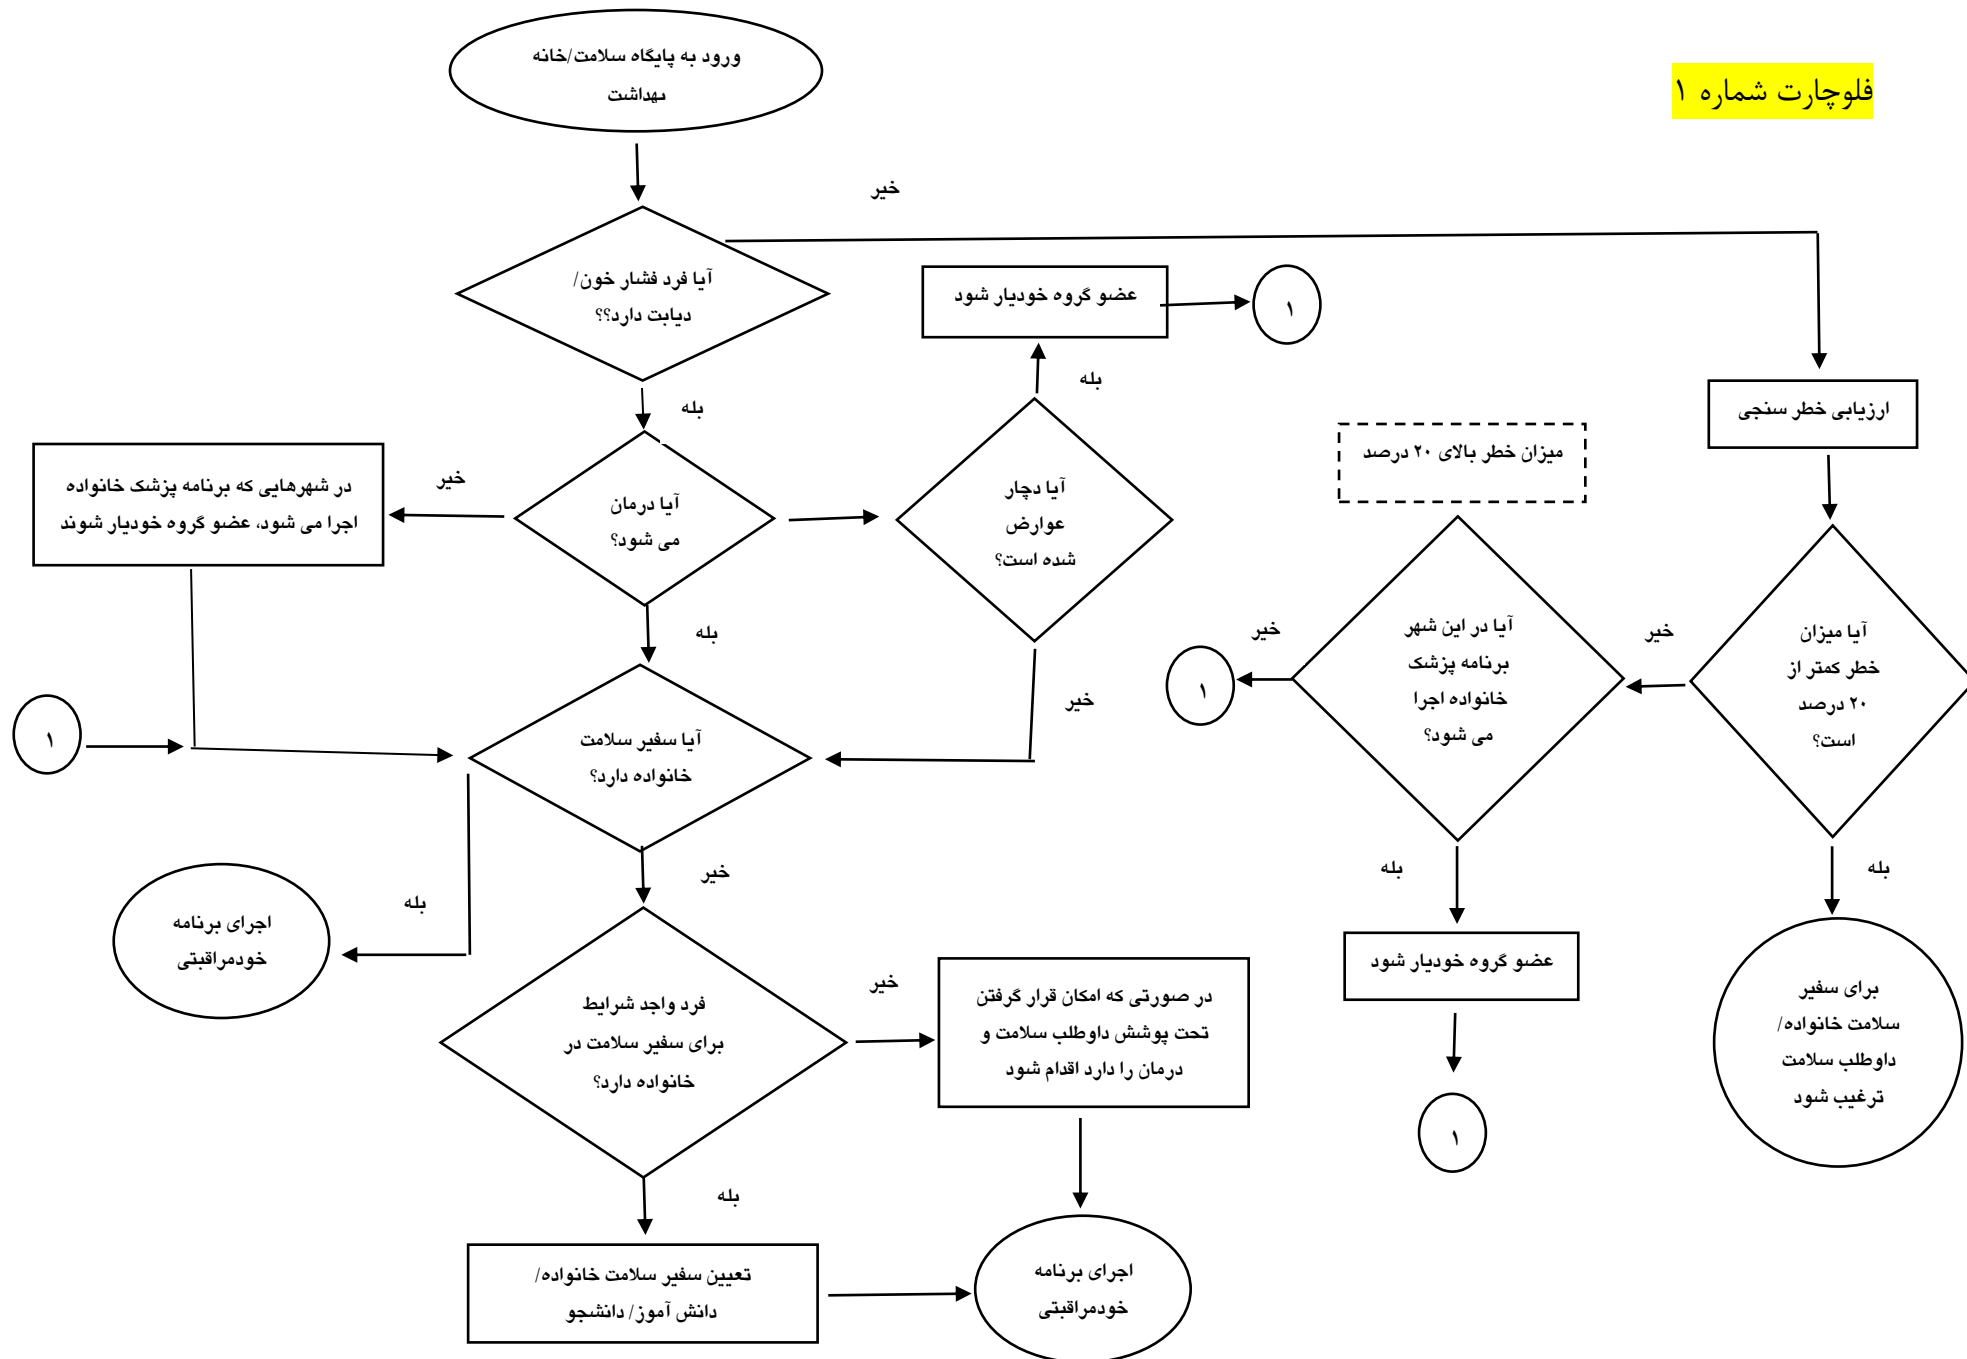 فلوچارت شماره ۱
ورود به پایگاه سلامت/خانه
بهداشت
خیر
آیا فرد فشار خون/
دیابت دارد؟؟
عضو گروه خودیار شود
۱
بله
بله
ارزیابی خطر سنجی
میزان خطر بالای ۲۰ درصد
در شهرهایی که برنامه پزشک خانواده
اجرا می شود، عضو گروه خودیار شوند
خیر
آیا درمان
می شود؟
آیا دچار
عوارض
شده است؟
بله
خیر
آیا در این شهر
برنامه پزشک
خانواده اجرا
می شود؟
خیر
۱
خیر
آیا میزان
خطر کمتر از
۲۰ درصد
است؟
۱
آیا سفیر سلامت
خانواده دارد؟
بله
خیر
بله
بله
اجرای برنامه
خودمراقبتی
عضو گروه خودیار شود
۱
برای سفیر
سلامت خانواده/
داوطلب سلامت
ترغیب شود
فرد واجد شرایط
برای سفیر سلامت در
خانواده دارد؟
خیر
در صورتی که امکان قرار گرفتن
تحت پوشش داوطلب سلامت و
درمان را دارد اقدام شود
بله
تعیین سفیر سلامت خانواده/
دانش آموز/ دانشجو
اجرای برنامه
خودمراقبتی